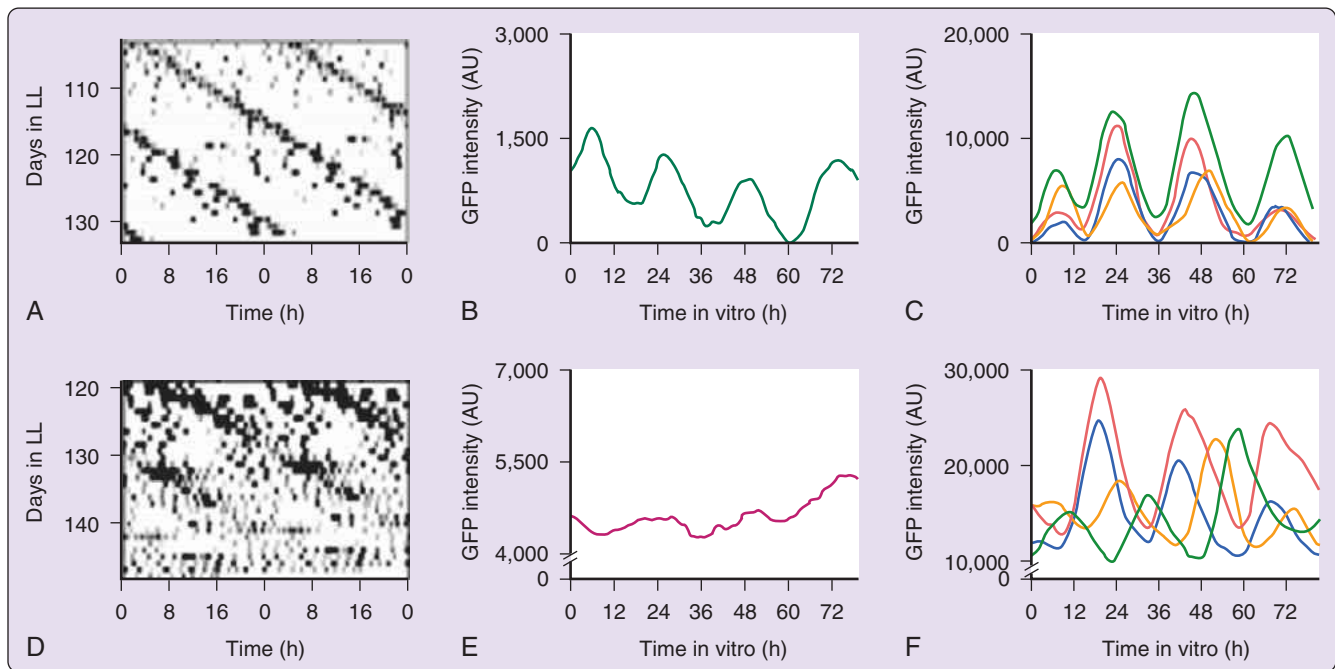 Days in LL
110
120
130
0 8 16 0 8 16 0
Time (h)
A
GFP intensity (AU)
3,000
1,500
0
0 12 24 36 48 60 72
Time in vitro (h)
B
GFP intensity (AU)
20,000
10,000
0
0 12 24 36 48 60 72
Time in vitro (h)
C
Days in LL
120
130
140
0 8 16 0 8 16 0
Time (h)
D
GFP intensity (AU)
7,000
5,500
4,000
0
0 12 24 36 48 60 72
Time in vitro (h)
E
GFP intensity (AU)
30,000
20,000
10,000
0
0 12 24 36 48 60 72
Time in vitro (h)
F